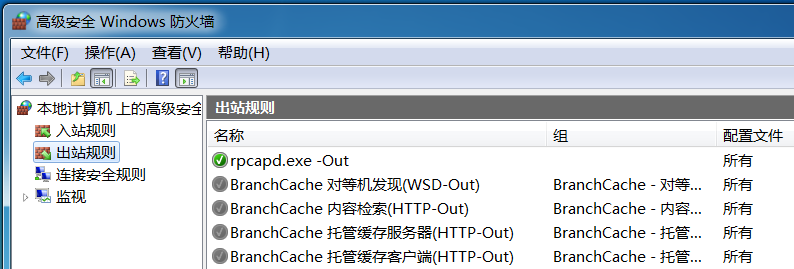 高级安全 Windows 防火墙
文件(F) 操作(A) 查看(V) 帮助(H)
本地计算机 上的高级安全
入站规则
出站规则
连接安全规则
监视
出站规则
名称 组 配置文件
rpcapd.exe -Out 所有
BranchCache 对等机发现(WSD-Out) BranchCache - 对等... 所有
BranchCache 内容检索(HTTP-Out) BranchCache - 内容... 所有
BranchCache 托管缓存服务器(HTTP-Out) BranchCache - 托管... 所有
BranchCache 托管缓存客户端(HTTP-Out) BranchCache - 托管... 所有